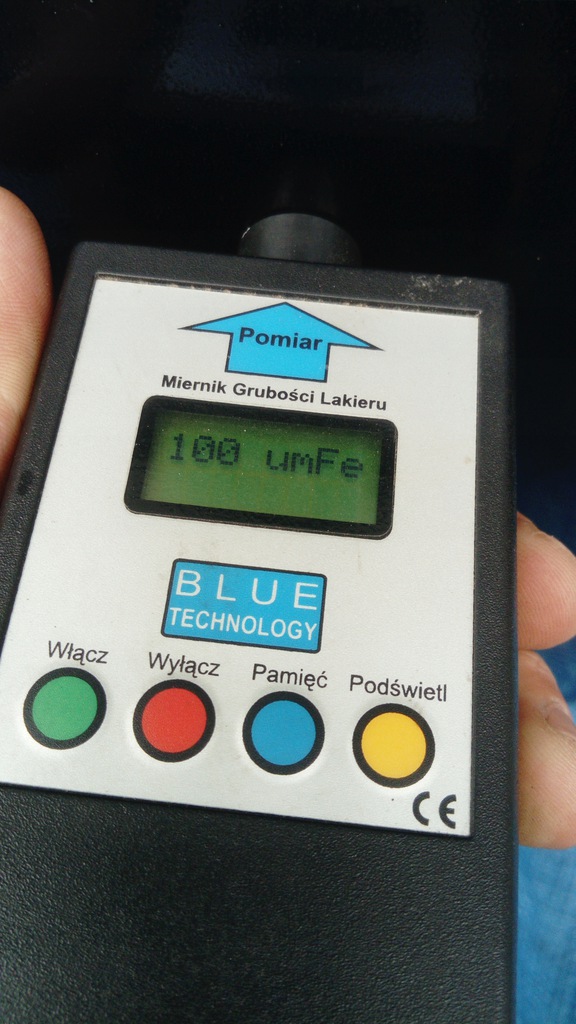 Pomiar
Miernik Grubości Lakieru
100 umFe
BLUE
TECHNOLOGY
Włącz Wyłącz Pamięć Podświetl
CE